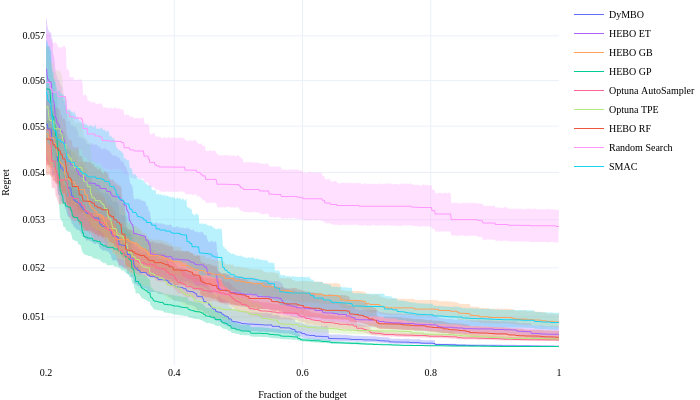 0.057
0.056
0.055
0.054
0.053
0.052
0.051
Regret
0.2
0.4
0.6
0.8
1
Fraction of the budget
DyMBO
HEBO ET
HEBO GB
HEBO GP
Optuna AutoSampler
Optuna TPE
HEBO RF
Random Search
SMAC